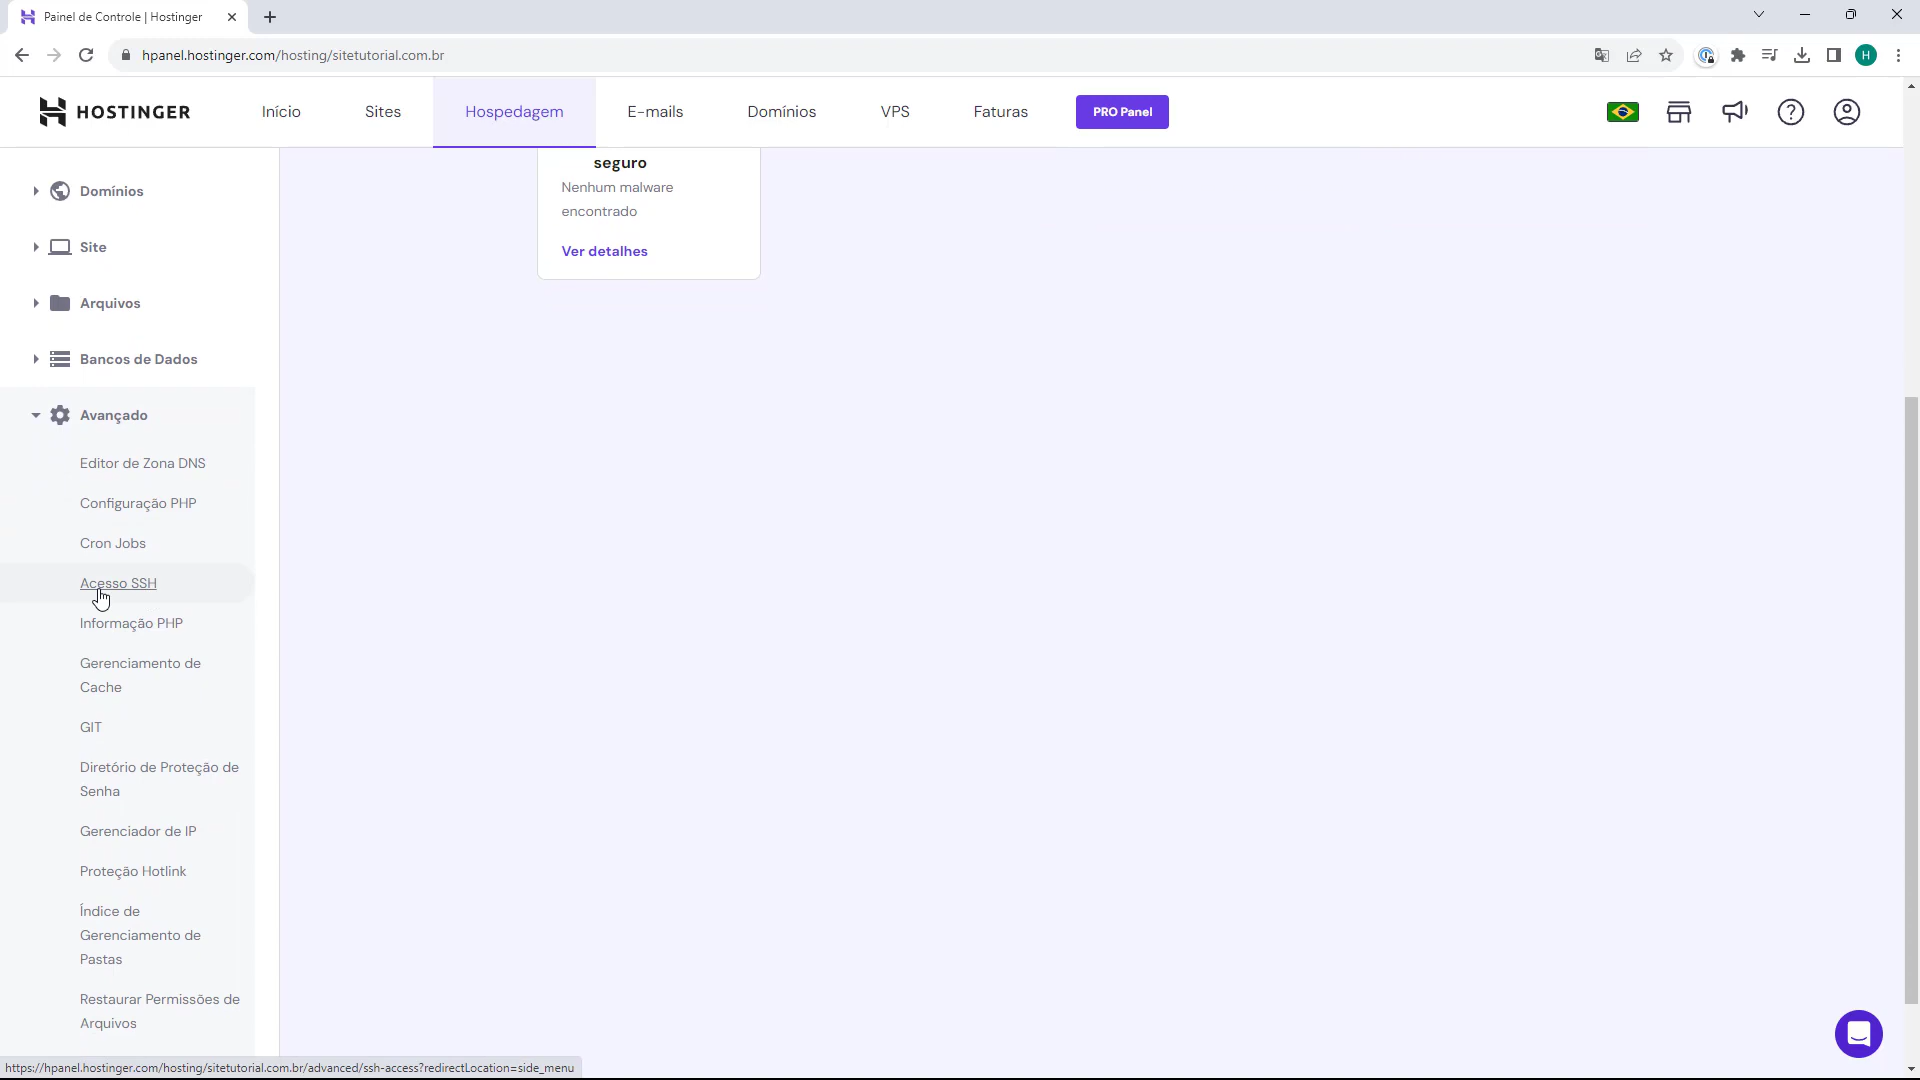 Painel de Controle | Hostinger
hpanel.hostinger.com/hosting/sitetutorial.com.br
H
HOSTINGER
Início
Sites
Hospedagem
E-mails
Domínios
VPS
Faturas
PRO Panel
Domínios
Site
Arquivos
Bancos de Dados
Avançado
Editor de Zona DNS
Configuração PHP
Cron Jobs
Acesso SSH
Informação PHP
Gerenciamento de
Cache
GIT
Diretório de Proteção de
Senha
Gerenciador de IP
Proteção Hotlink
Índice de
Gerenciamento de
Pastas
Restaurar Permissões de
Arquivos
seguro
Nenhum malware
encontrado
Ver detalhes
https://hpanel.hostinger.com/hosting/sitetutorial.com.br/advanced/ssh-access?redirectLocation=side_menu